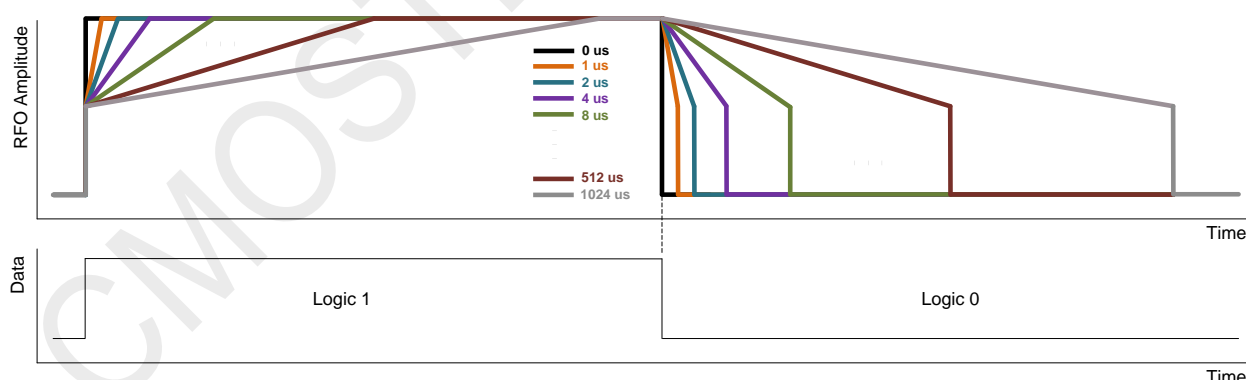 RFO Amplitude
0 us
1 us
2 us
4 us
8 us
512 us
1024 us
Time
Data
Logic 1
Logic 0
Time
CMOST